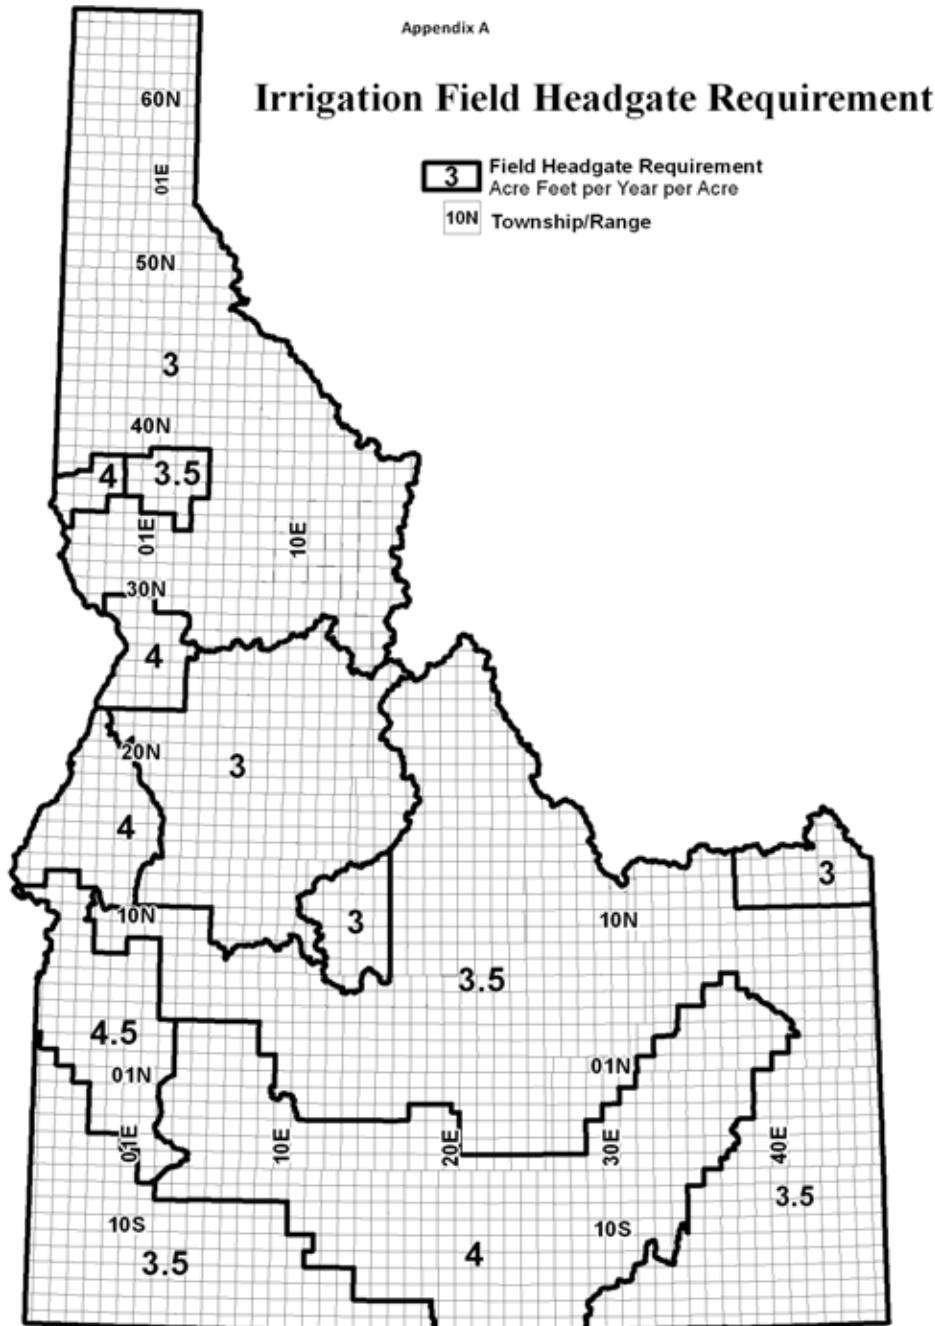 Appendix A
Irrigation Field Headgate Requirement
60N
3 Field Headgate Requirement
Acre Feet per Year per Acre
01E
10N Township/Range
50N
3
40N
4
3.5
01E
10E
30N
4
20N
3
4
3
10N
3
10N
3.5
4.5
01N
01N
01E
10E
20E
30E
40E
3.5
10S
10S
3.5
4